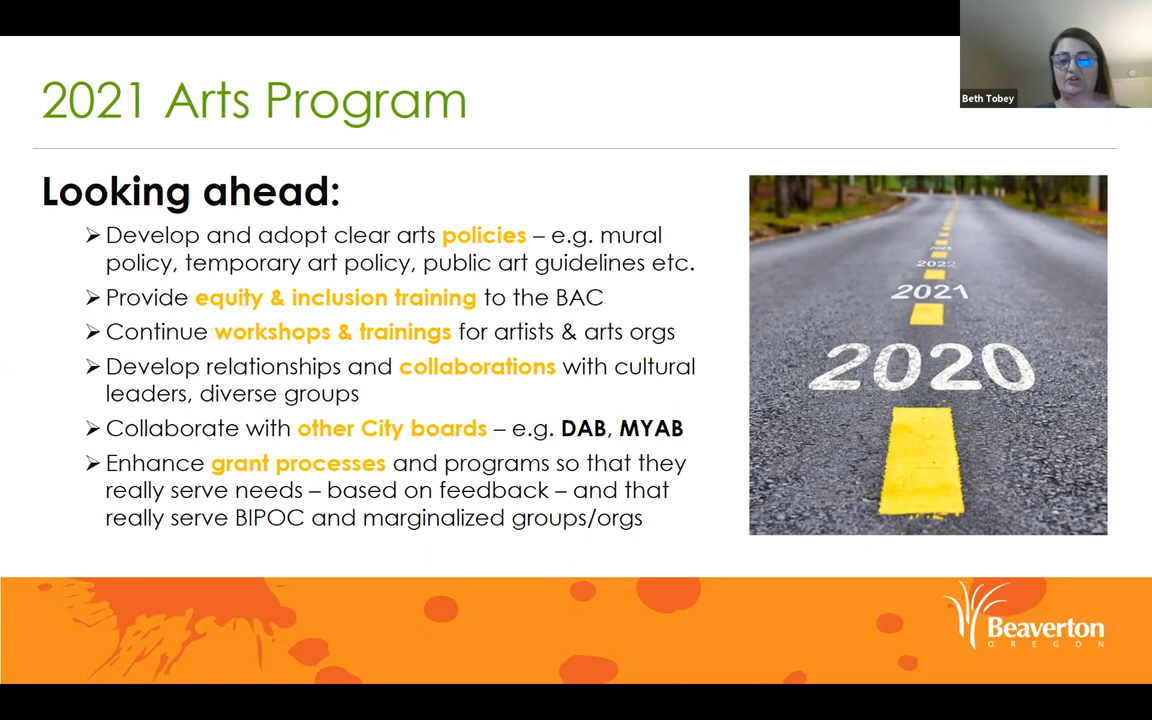 2021 Arts Program
Beth Tobey
Looking ahead:
➢ Develop and adopt clear arts policies – e.g. mural
policy, temporary art policy, public art guidelines etc.
➢ Provide equity & inclusion training to the BAC
➢ Continue workshops & trainings for artists & arts orgs
➢ Develop relationships and collaborations with cultural
leaders, diverse groups
➢ Collaborate with other City boards – e.g. DAB, MYAB
➢ Enhance grant processes and programs so that they
really serve needs – based on feedback – and that
really serve BIPOC and marginalized groups/orgs
2023
2022
2021
2020
Beaverton
OREGON